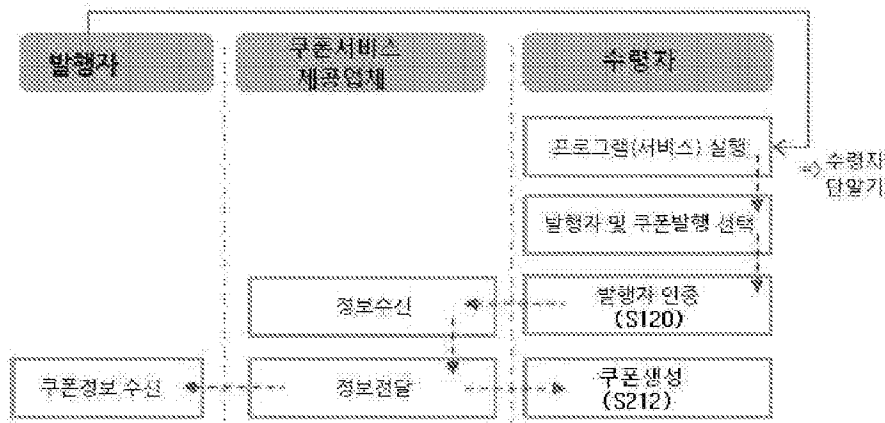 발행자
쿠폰서비스
제공업체
수령자
프로그램(서비스) 실행
수령자
단말기
발행자 및 쿠폰발행 선택
정보수신
발행자 인증
(S120)
쿠폰정보 수신
정보전달
쿠폰생성
(S212)